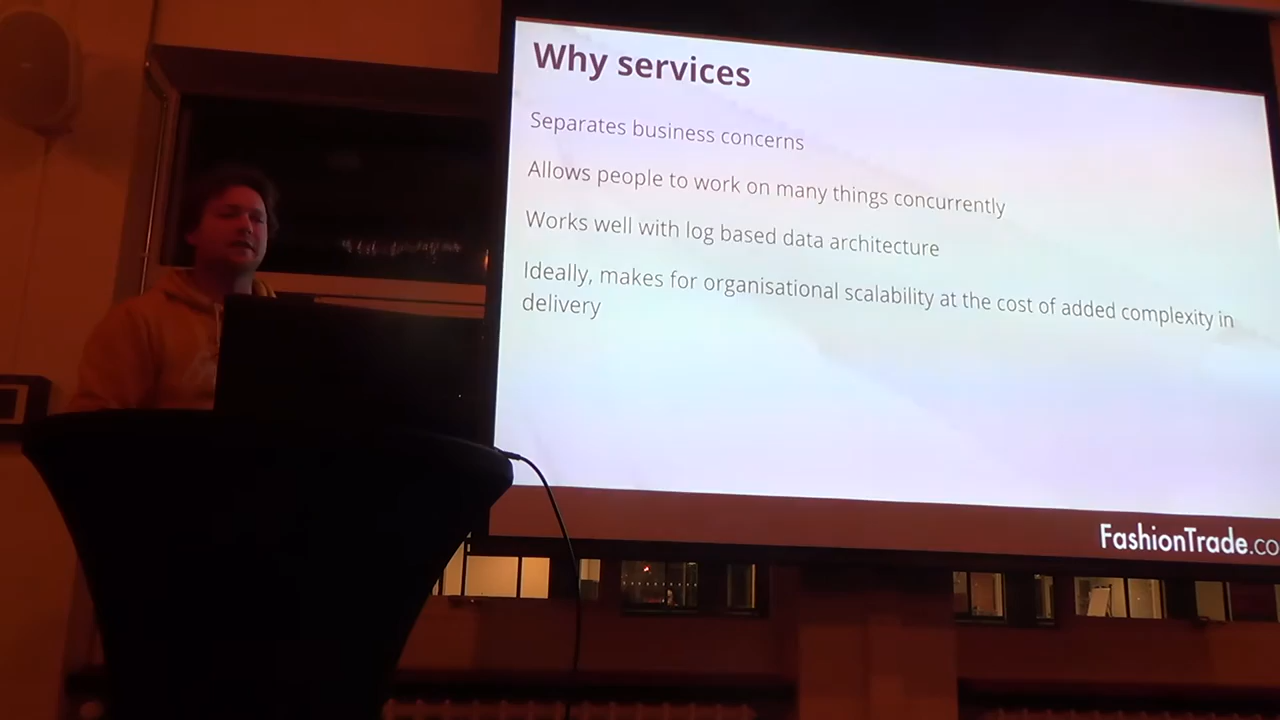 Why services
Separates business concerns
Allows people to work on many things concurrently
Works well with log based data architecture
Ideally, makes for organisational scalability at the cost of added complexity in
delivery
FashionTrade.co